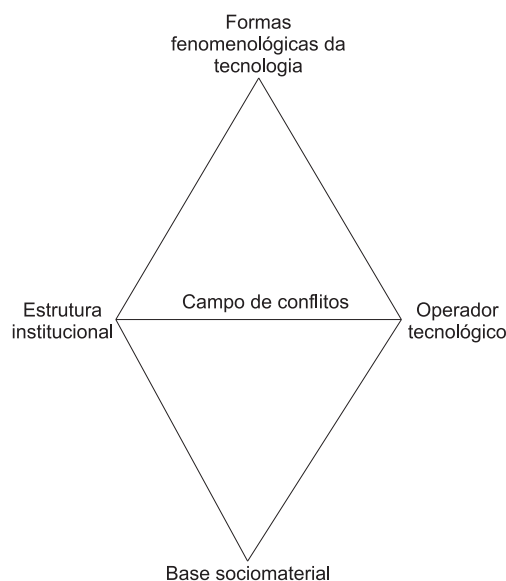 Formas
fenomenológicas da
tecnologia
Campo de conflitos
Estrutura
institucional
Operador
tecnológico
Base sociomaterial